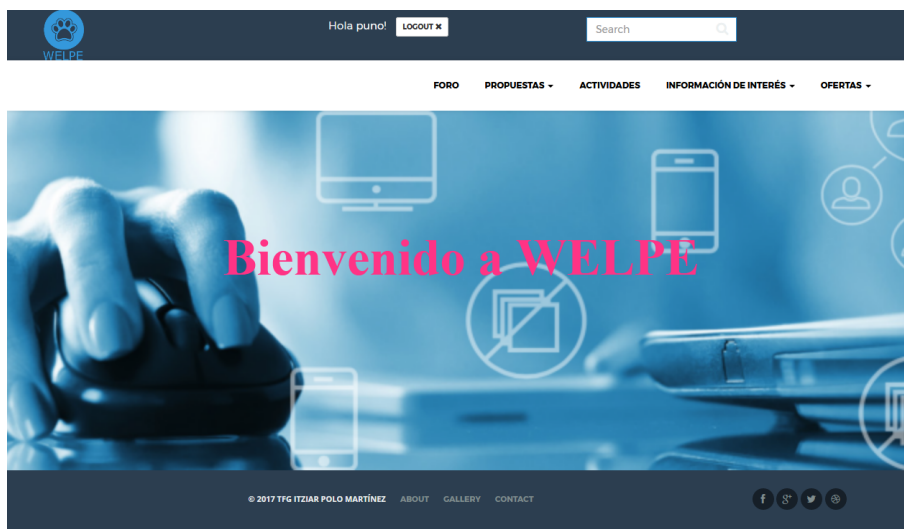 WELPE
Hola puno! LOGOUT ✖ Search
FORO PROPUESTAS ACTIVIDADES INFORMACIÓN DE INTERÉS OFERTAS
Bienvenido a WELPE
© 2017 TFG ITZIAR POLO MARTÍNEZ ABOUT GALLERY CONTACT